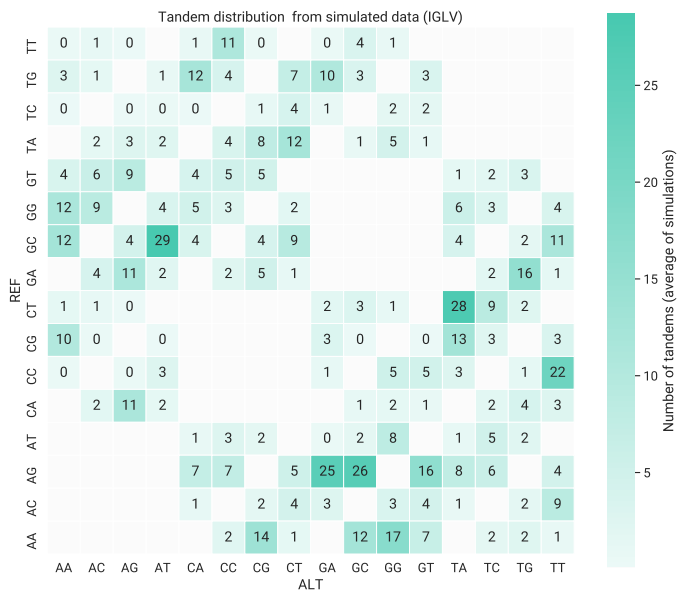 Tandem distribution from simulated data (IGLV)
TT 0 1 0 1 11 0 0 4 1
TG 3 1 1 12 4 7 10 3 3
TC 0 0 0 0 1 4 1 2 2
TA 2 3 2 4 8 12 1 5 1
GT 4 6 9 4 5 5 1 2 3
GG 12 9 4 5 3 2 6 3 4
GC 12 4 29 4 4 9 4 2 11
GA 4 11 2 2 5 1 2 16 1
CT 1 1 0 2 3 1 28 9 2
CG 10 0 0 3 0 0 13 3 3
CC 0 0 3 1 5 5 3 1 22
CA 2 11 2 1 2 1 2 4 3
AT 1 3 2 0 2 8 1 5 2
AG 7 7 5 25 26 16 8 6 4
AC 1 2 4 3 3 4 1 2 9
AA 2 14 1 12 17 7 2 2 1
AA AC AG AT CA CC CG CT GA GC GG GT TA TC TG TT
ALT
REF
25
20
15
10
5
Number of tandems (average of simulations)